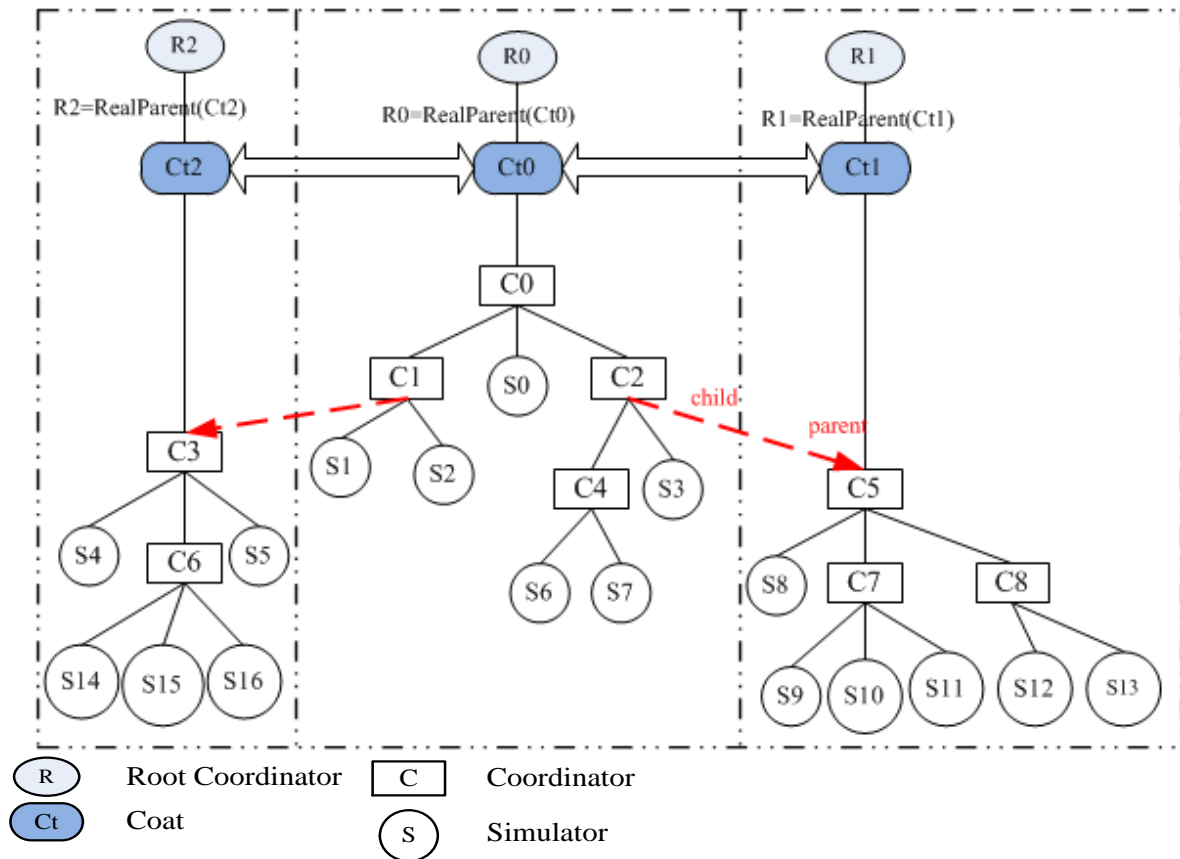 R2
R0
R1
R2=RealParent(Ct2)
R0=RealParent(Ct0)
R1=RealParent(Ct1)
Ct2
Ct0
Ct1
C0
C1
S0
C2
child
parent
C3
S1
S2
C4
S3
C5
S4
C6
S5
S6
S7
S8
C7
C8
S14
S15
S16
S9
S10
S11
S12
S13
R
Root Coordinator
C
Coordinator
Ct
Coat
S
Simulator